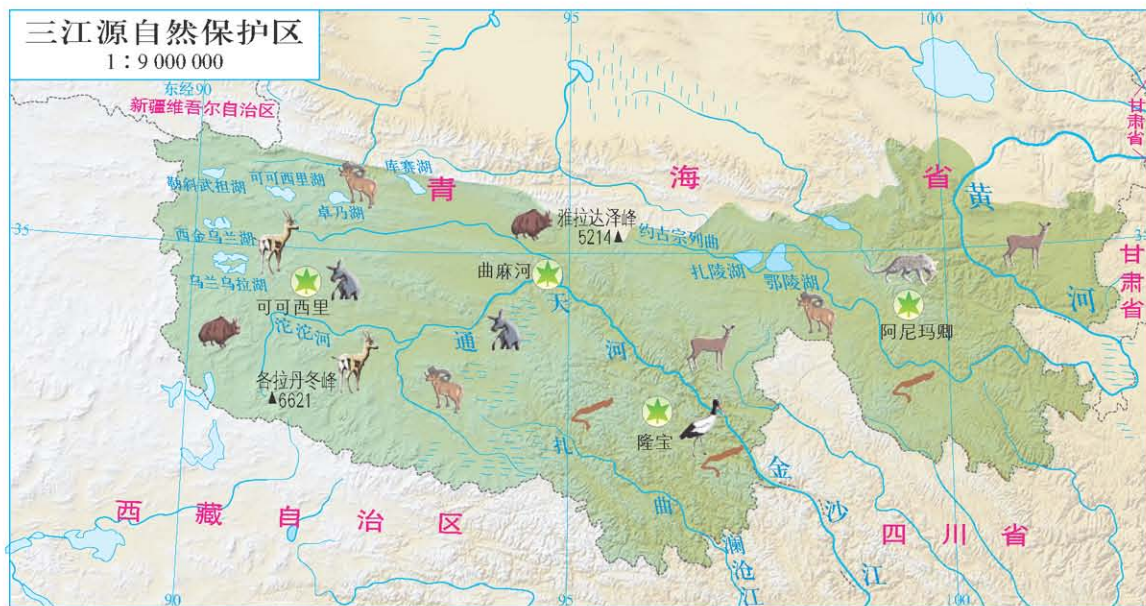 三江源自然保护区
1∶9 000 000
95
100
东经90
新疆维吾尔自治区
甘肃省
青海省
勒斜武担湖
可可西里湖
库赛湖
卓乃湖
黄河
35
西金乌兰湖
雅拉达泽峰
5214▲
约古宗列曲
35
乌兰乌拉湖
曲麻河
扎陵湖
鄂陵湖
甘肃省
可可西里
阿尼玛卿
沱沱河
通天河
各拉丹冬峰
▲6621
隆宝
扎曲
金沙江
西藏自治区
四川省
澜沧江
90
95
100